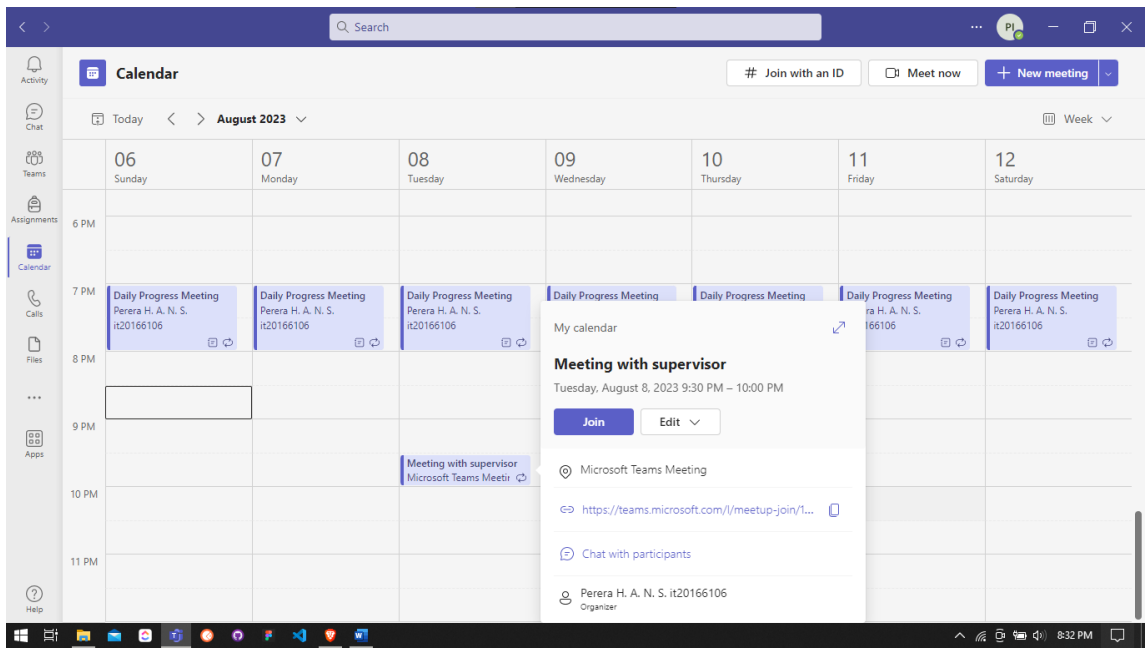 Search
PI
Activity
Chat
Teams
Assignments
Calendar
Calls
Files
Apps
Help
Calendar
# Join with an ID
Meet now
New meeting
Today
August 2023
Week
06
Sunday
07
Monday
08
Tuesday
09
Wednesday
10
Thursday
11
Friday
12
Saturday
6 PM
7 PM
8 PM
9 PM
10 PM
11 PM
Daily Progress Meeting
Perera H. A. N. S.
it20166106
Daily Progress Meeting
Perera H. A. N. S.
it20166106
Daily Progress Meeting
Perera H. A. N. S.
it20166106
Daily Progress Meeting
Daily Progress Meeting
Daily Progress Meeting
ra H. A. N. S.
166106
Daily Progress Meeting
Perera H. A. N. S.
it20166106
Meeting with supervisor
Microsoft Teams Meetin
My calendar
Meeting with supervisor
Tuesday, August 8, 2023 9:30 PM – 10:00 PM
Join
Edit
Microsoft Teams Meeting
https://teams.microsoft.com/l/meetup-join/1...
Chat with participants
Perera H. A. N. S. it20166106
Organizer
8:32 PM